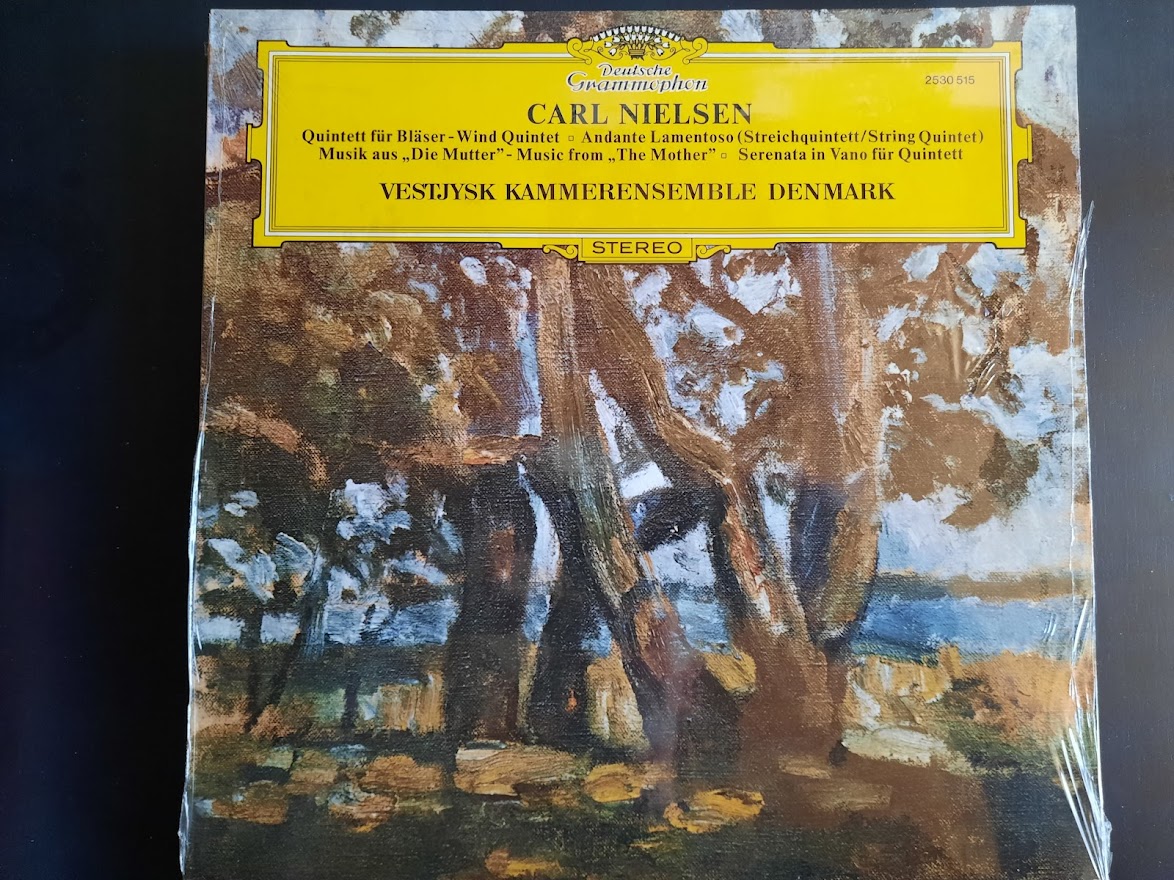 Deutsche
Grammophon
2530 515
CARL NIELSEN
Quintett für Bläser - Wind Quintet ▫ Andante Lamentoso (Streichquintett/String Quintet)
Musik aus „Die Mutter” - Music from „The Mother” ▫ Serenata in Vano für Quintett
VESTJYSK KAMMERENSEMBLE DENMARK
STEREO